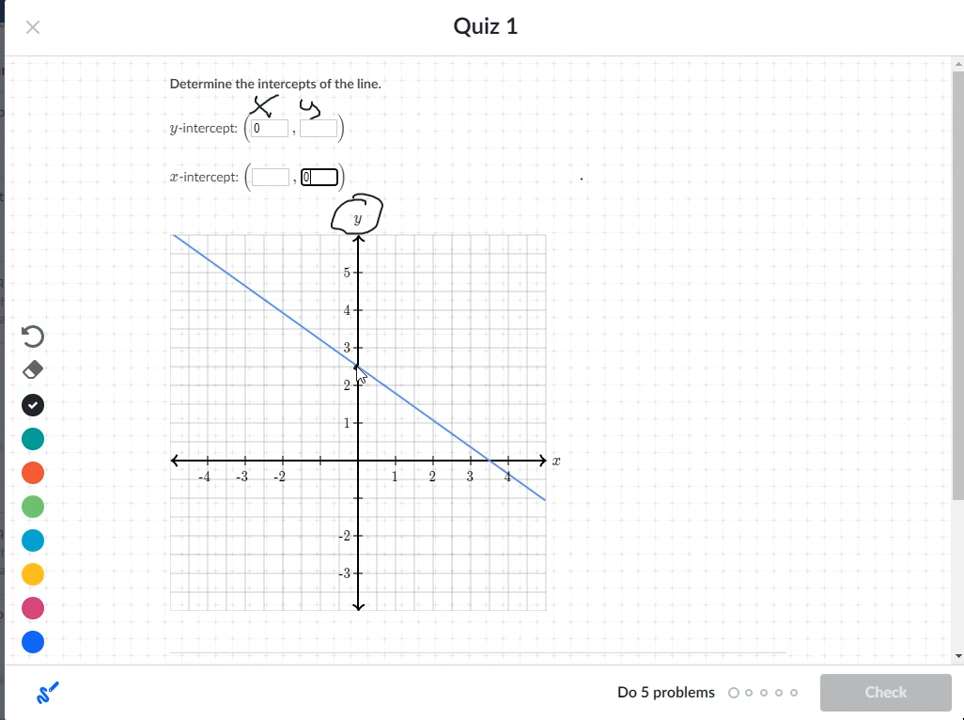 Quiz 1
Determine the intercepts of the line.
x y
y-intercept: (0, )
x-intercept: ( , 0)
y
5
4
3
2
1
x
-4 -3 -2 1 2 3 4
-2
-3
Do 5 problems Check